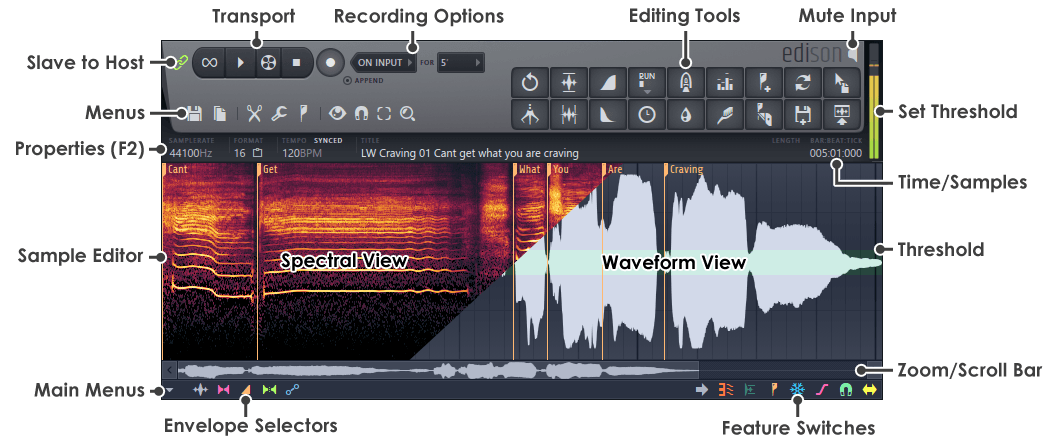 Transport
Recording Options
Editing Tools
Mute Input
Slave to Host
ON INPUT
FOR
5'
APPEND
edison
RUN
Menus
Set Threshold
Properties (F2)
SAMPLERATE
FORMAT
TEMPO SYNCED
TITLE
LENGTH
BAR:BEAT:TICK
44100Hz
16
120BPM
LW Craving 01 Cant get what you are craving
005:01:000
Time/Samples
Cant
Get
What
You
Are
Craving
Sample Editor
Spectral View
Waveform View
Threshold
Zoom/Scroll Bar
Main Menus
Envelope Selectors
Feature Switches